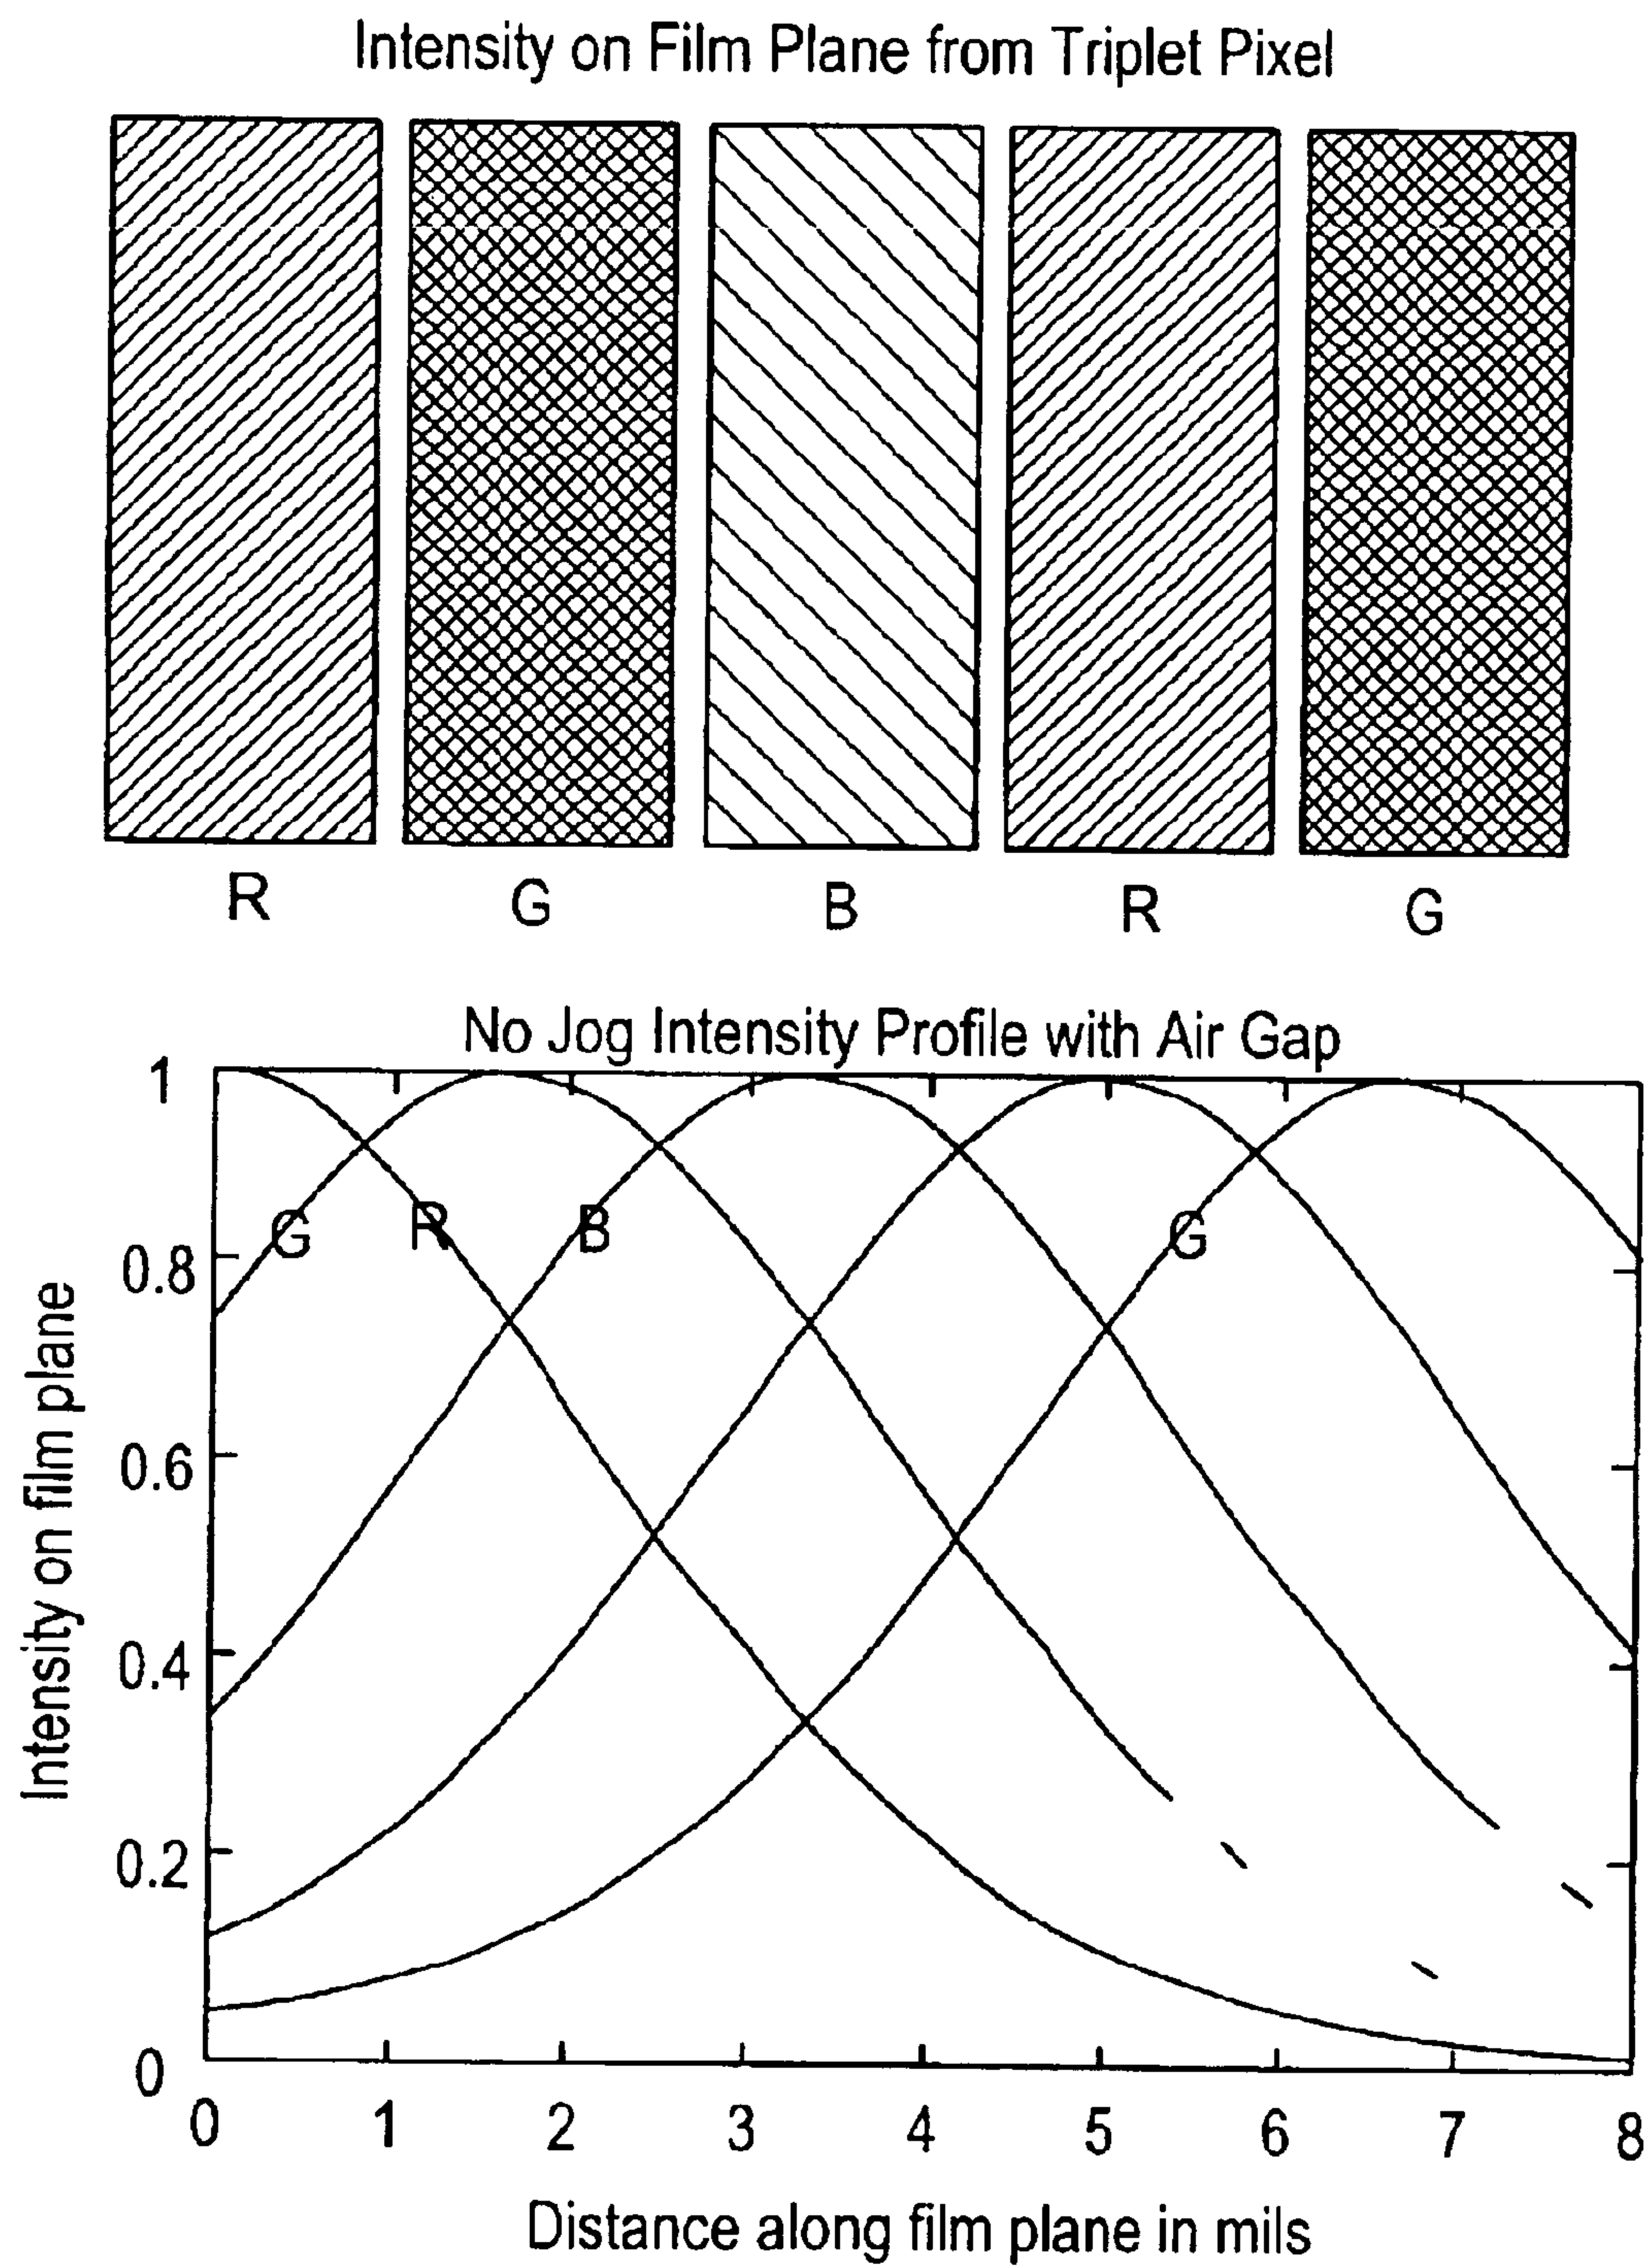 Intensity on Film Plane from Triplet Pixel
R G B R G
No Jog Intensity Profile with Air Gap
1
G R B G
0.8
0.6
0.4
0.2
0
Intensity on film plane
0 1 2 3 4 5 6 7 8
Distance along film plane in mils